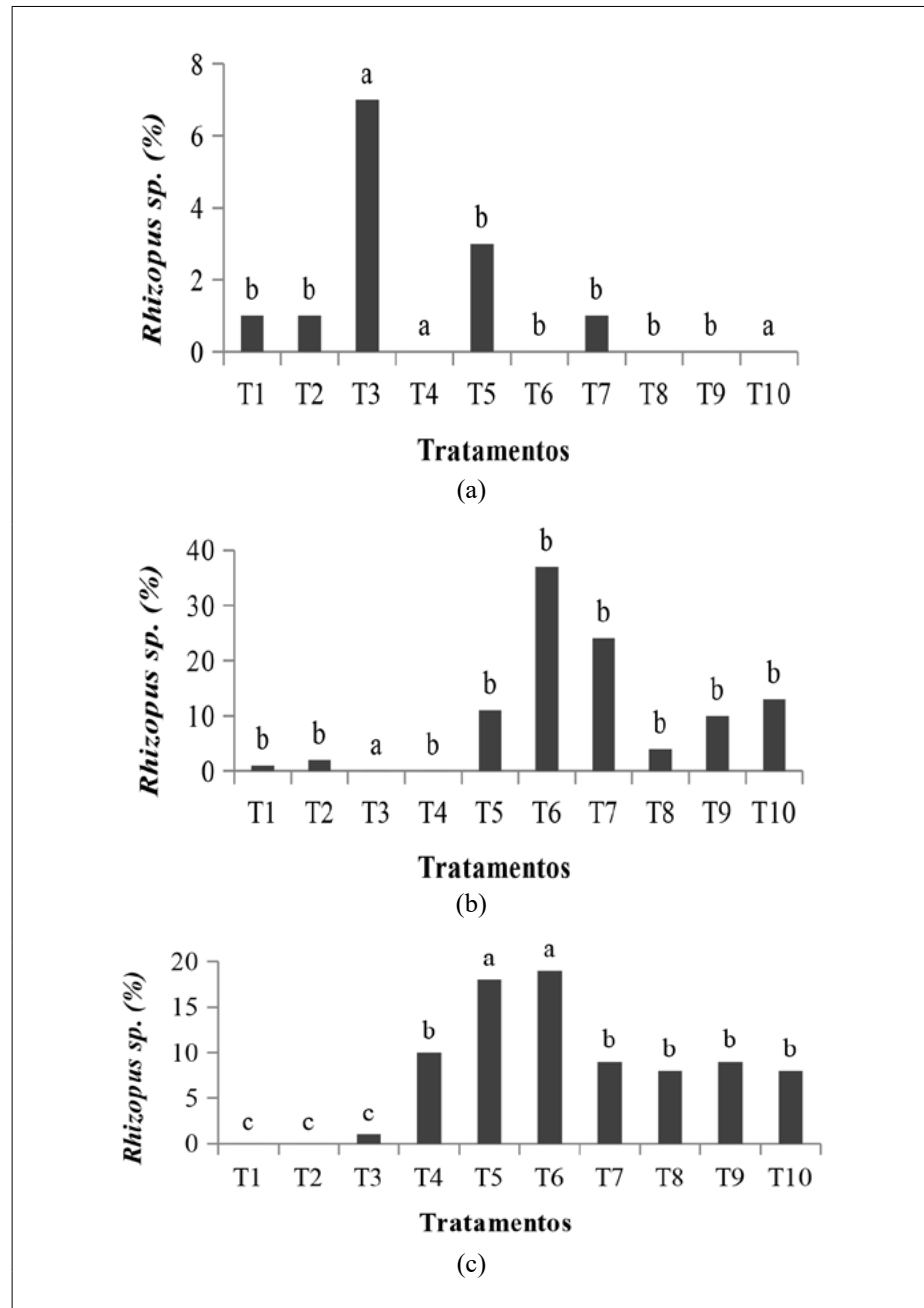 8
6
4
2
0
Rhizopus sp. (%)
b b a a b b b b b a
T1 T2 T3 T4 T5 T6 T7 T8 T9 T10
Tratamentos
(a)
40
30
20
10
0
Rhizopus sp. (%)
b b a b b b b b b b
T1 T2 T3 T4 T5 T6 T7 T8 T9 T10
Tratamentos
(b)
20
15
10
5
0
Rhizopus sp. (%)
c c c b a a b b b b
T1 T2 T3 T4 T5 T6 T7 T8 T9 T10
Tratamentos
(c)